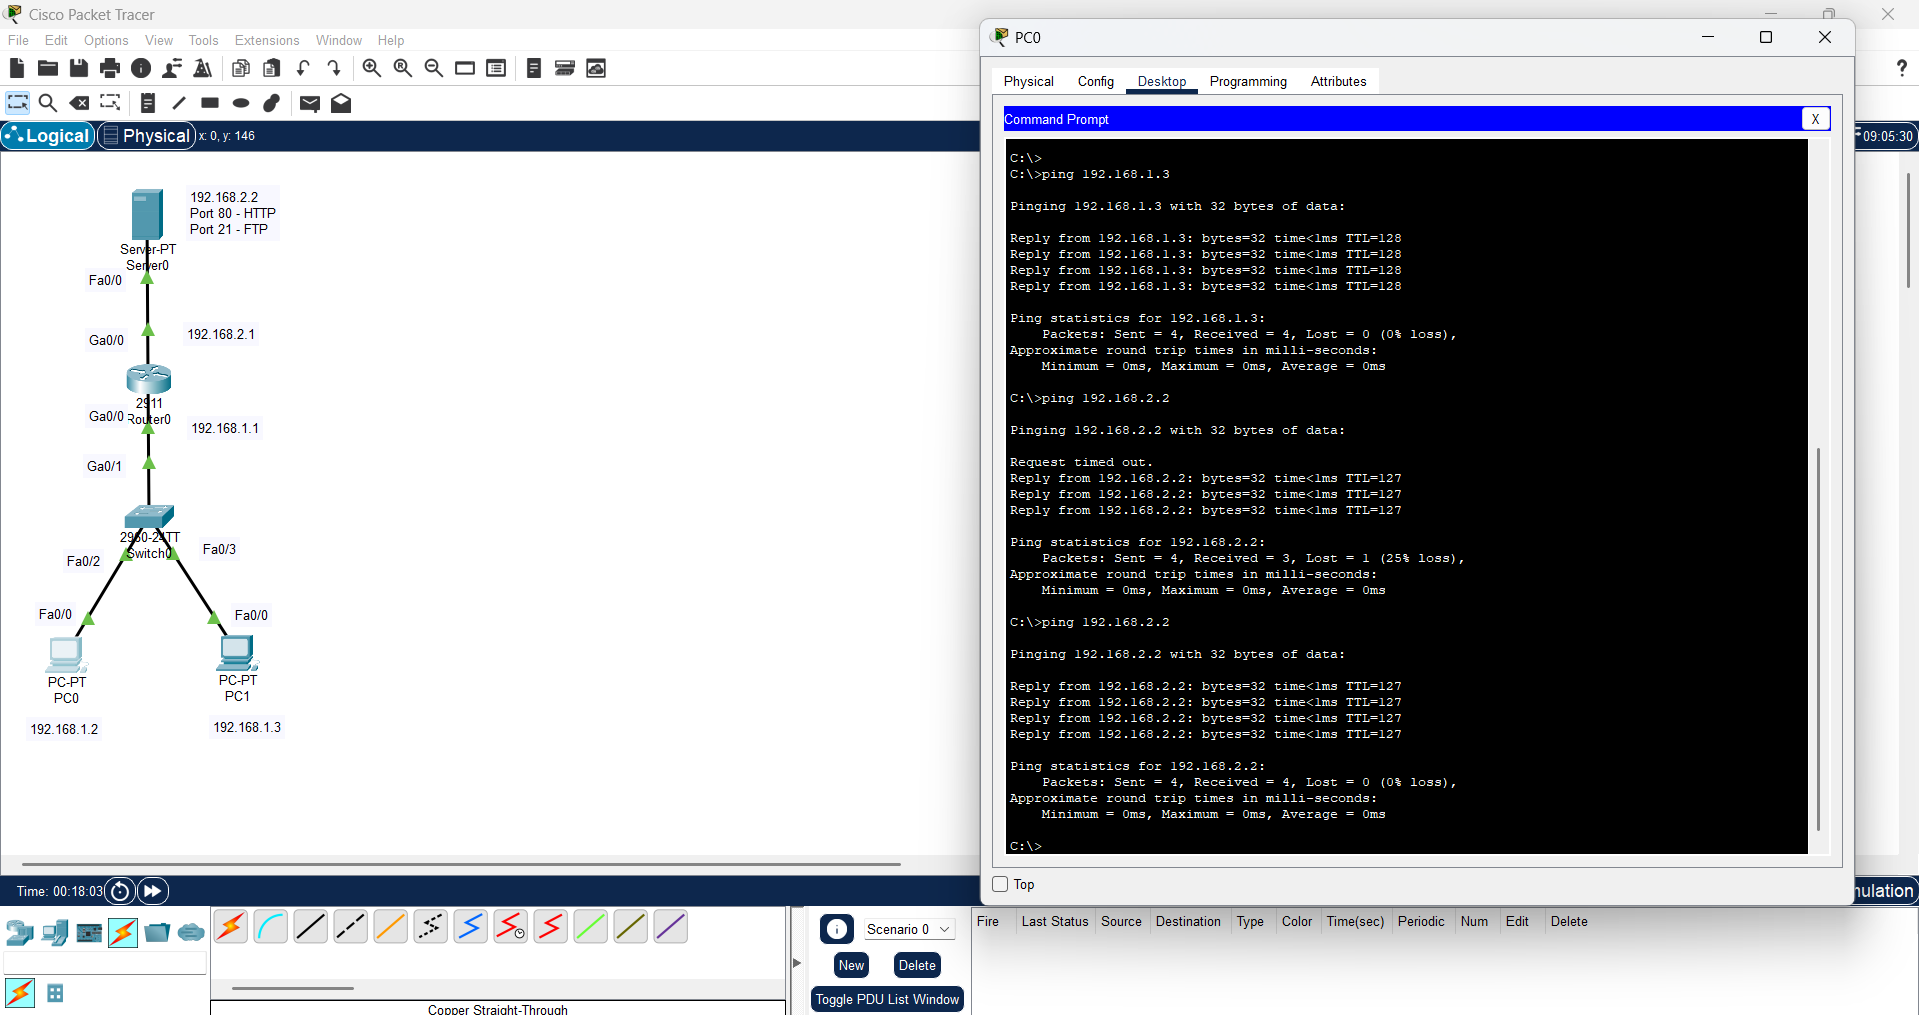 Cisco Packet Tracer
File Edit Options View Tools Extensions Window Help
Logical Physical x: 0, y: 146
09:05:30
192.168.2.2
Port 80 - HTTP
Port 21 - FTP
Server-PT
Server0
Fa0/0
Ga0/0
192.168.2.1
2911
Router0
Ga0/0
192.168.1.1
Ga0/1
2960-24TT
Switch0
Fa0/2
Fa0/3
Fa0/0
Fa0/0
PC-PT
PC0
PC-PT
PC1
192.168.1.2
192.168.1.3
PC0
Physical Config Desktop Programming Attributes
Command Prompt
X
C:\>
C:\>ping 192.168.1.3
Pinging 192.168.1.3 with 32 bytes of data:
Reply from 192.168.1.3: bytes=32 time<1ms TTL=128
Reply from 192.168.1.3: bytes=32 time<1ms TTL=128
Reply from 192.168.1.3: bytes=32 time<1ms TTL=128
Reply from 192.168.1.3: bytes=32 time<1ms TTL=128
Ping statistics for 192.168.1.3:
Packets: Sent = 4, Received = 4, Lost = 0 (0% loss),
Approximate round trip times in milli-seconds:
Minimum = 0ms, Maximum = 0ms, Average = 0ms
C:\>ping 192.168.2.2
Pinging 192.168.2.2 with 32 bytes of data:
Request timed out.
Reply from 192.168.2.2: bytes=32 time<1ms TTL=127
Reply from 192.168.2.2: bytes=32 time<1ms TTL=127
Reply from 192.168.2.2: bytes=32 time<1ms TTL=127
Ping statistics for 192.168.2.2:
Packets: Sent = 4, Received = 3, Lost = 1 (25% loss),
Approximate round trip times in milli-seconds:
Minimum = 0ms, Maximum = 0ms, Average = 0ms
C:\>ping 192.168.2.2
Pinging 192.168.2.2 with 32 bytes of data:
Reply from 192.168.2.2: bytes=32 time<1ms TTL=127
Reply from 192.168.2.2: bytes=32 time<1ms TTL=127
Reply from 192.168.2.2: bytes=32 time<1ms TTL=127
Reply from 192.168.2.2: bytes=32 time<1ms TTL=127
Ping statistics for 192.168.2.2:
Packets: Sent = 4, Received = 4, Lost = 0 (0% loss),
Approximate round trip times in milli-seconds:
Minimum = 0ms, Maximum = 0ms, Average = 0ms
C:\>
Top
Time: 00:18:03
mulation
Scenario 0
New Delete
Toggle PDU List Window
Fire Last Status Source Destination Type Color Time(sec) Periodic Num Edit Delete
Copper Straight-Through